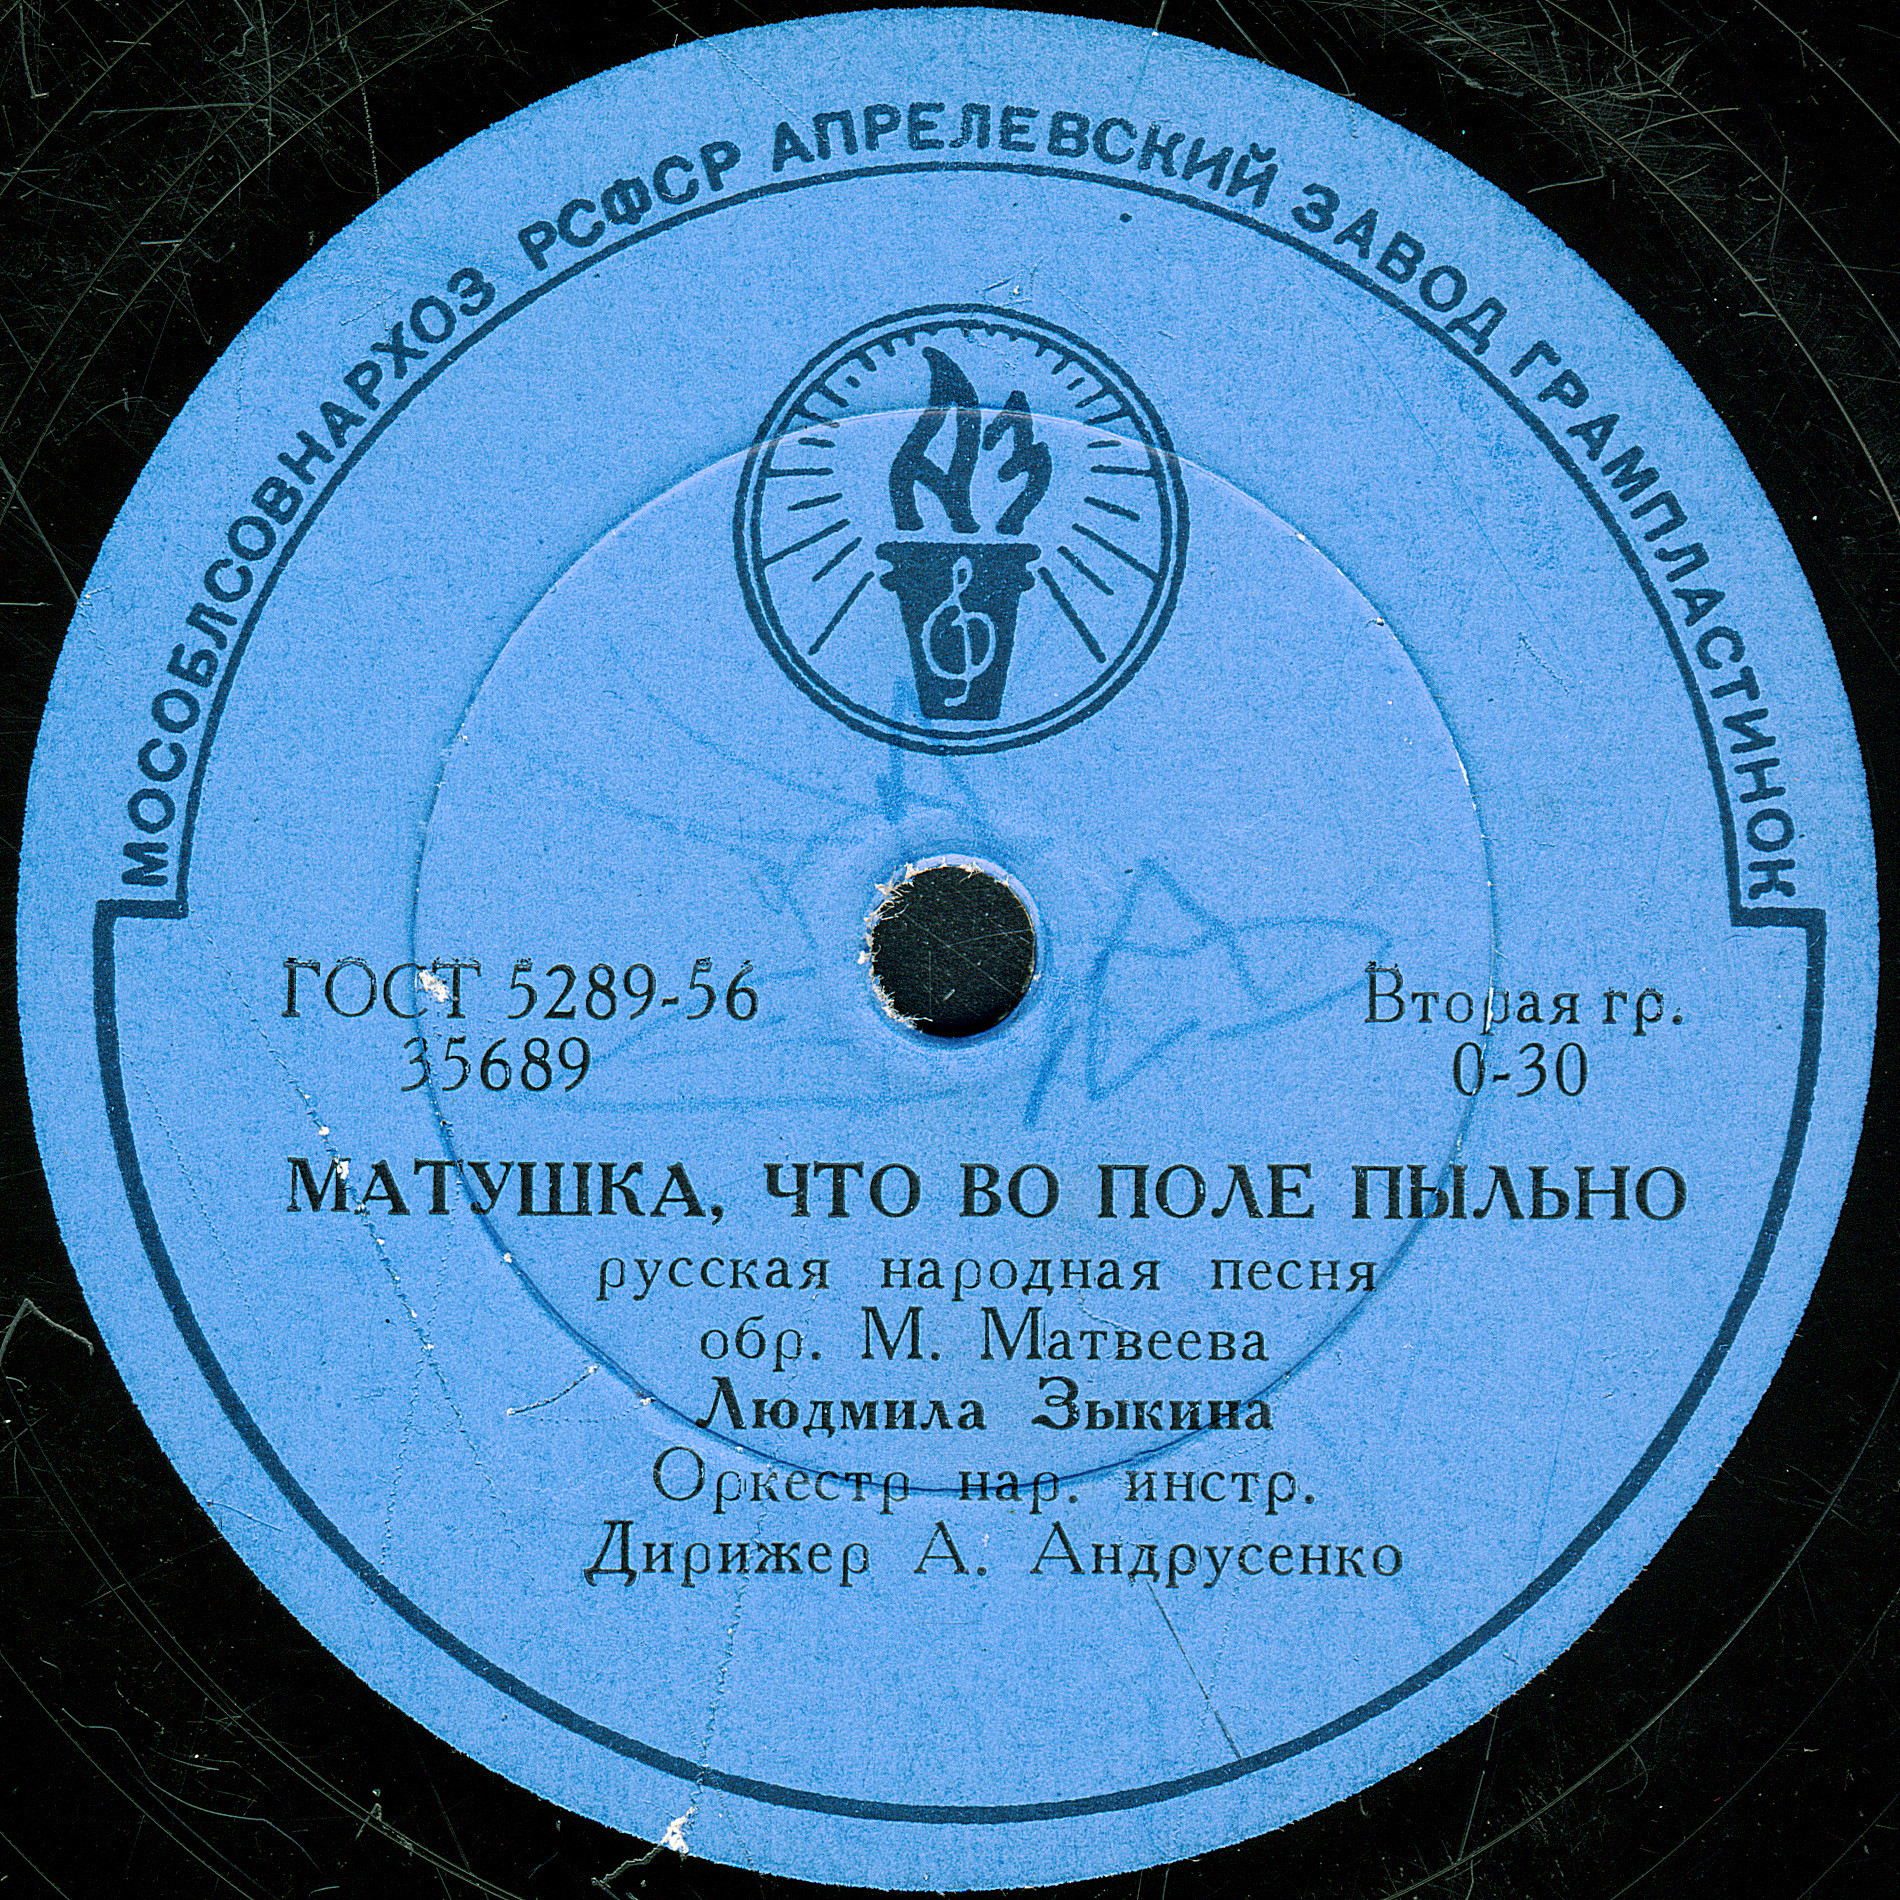 МОСОБЛСОВНАРХОЗ РСФСР АПРЕЛЕВСКИЙ ЗАВОД ГРАМПЛАСТИНОК
АЗ
ГОСТ 5289-56
35689
Вторая гр.
0-30
МАТУШКА, ЧТО ВО ПОЛЕ ПЫЛЬНО
русская народная песня
обр. М. Матвеева
Людмила Зыкина
Оркестр нар. инстр.
Дирижер А. Андрусенко